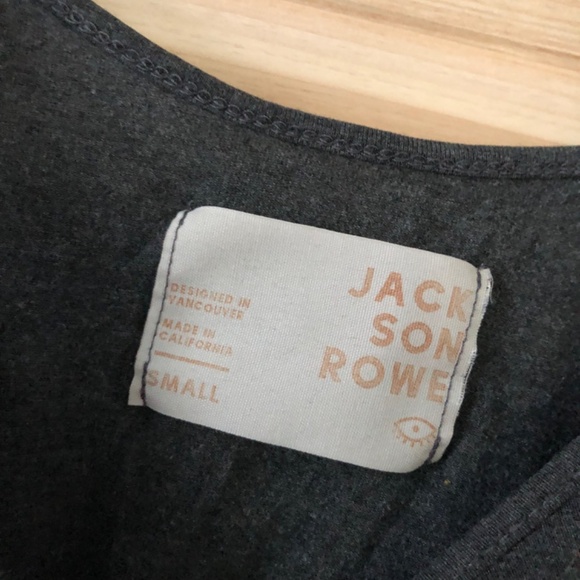 DESIGNED IN
VANCOUVER
MADE IN
CALIFORNIA
SMALL
JACK
SON
ROWE